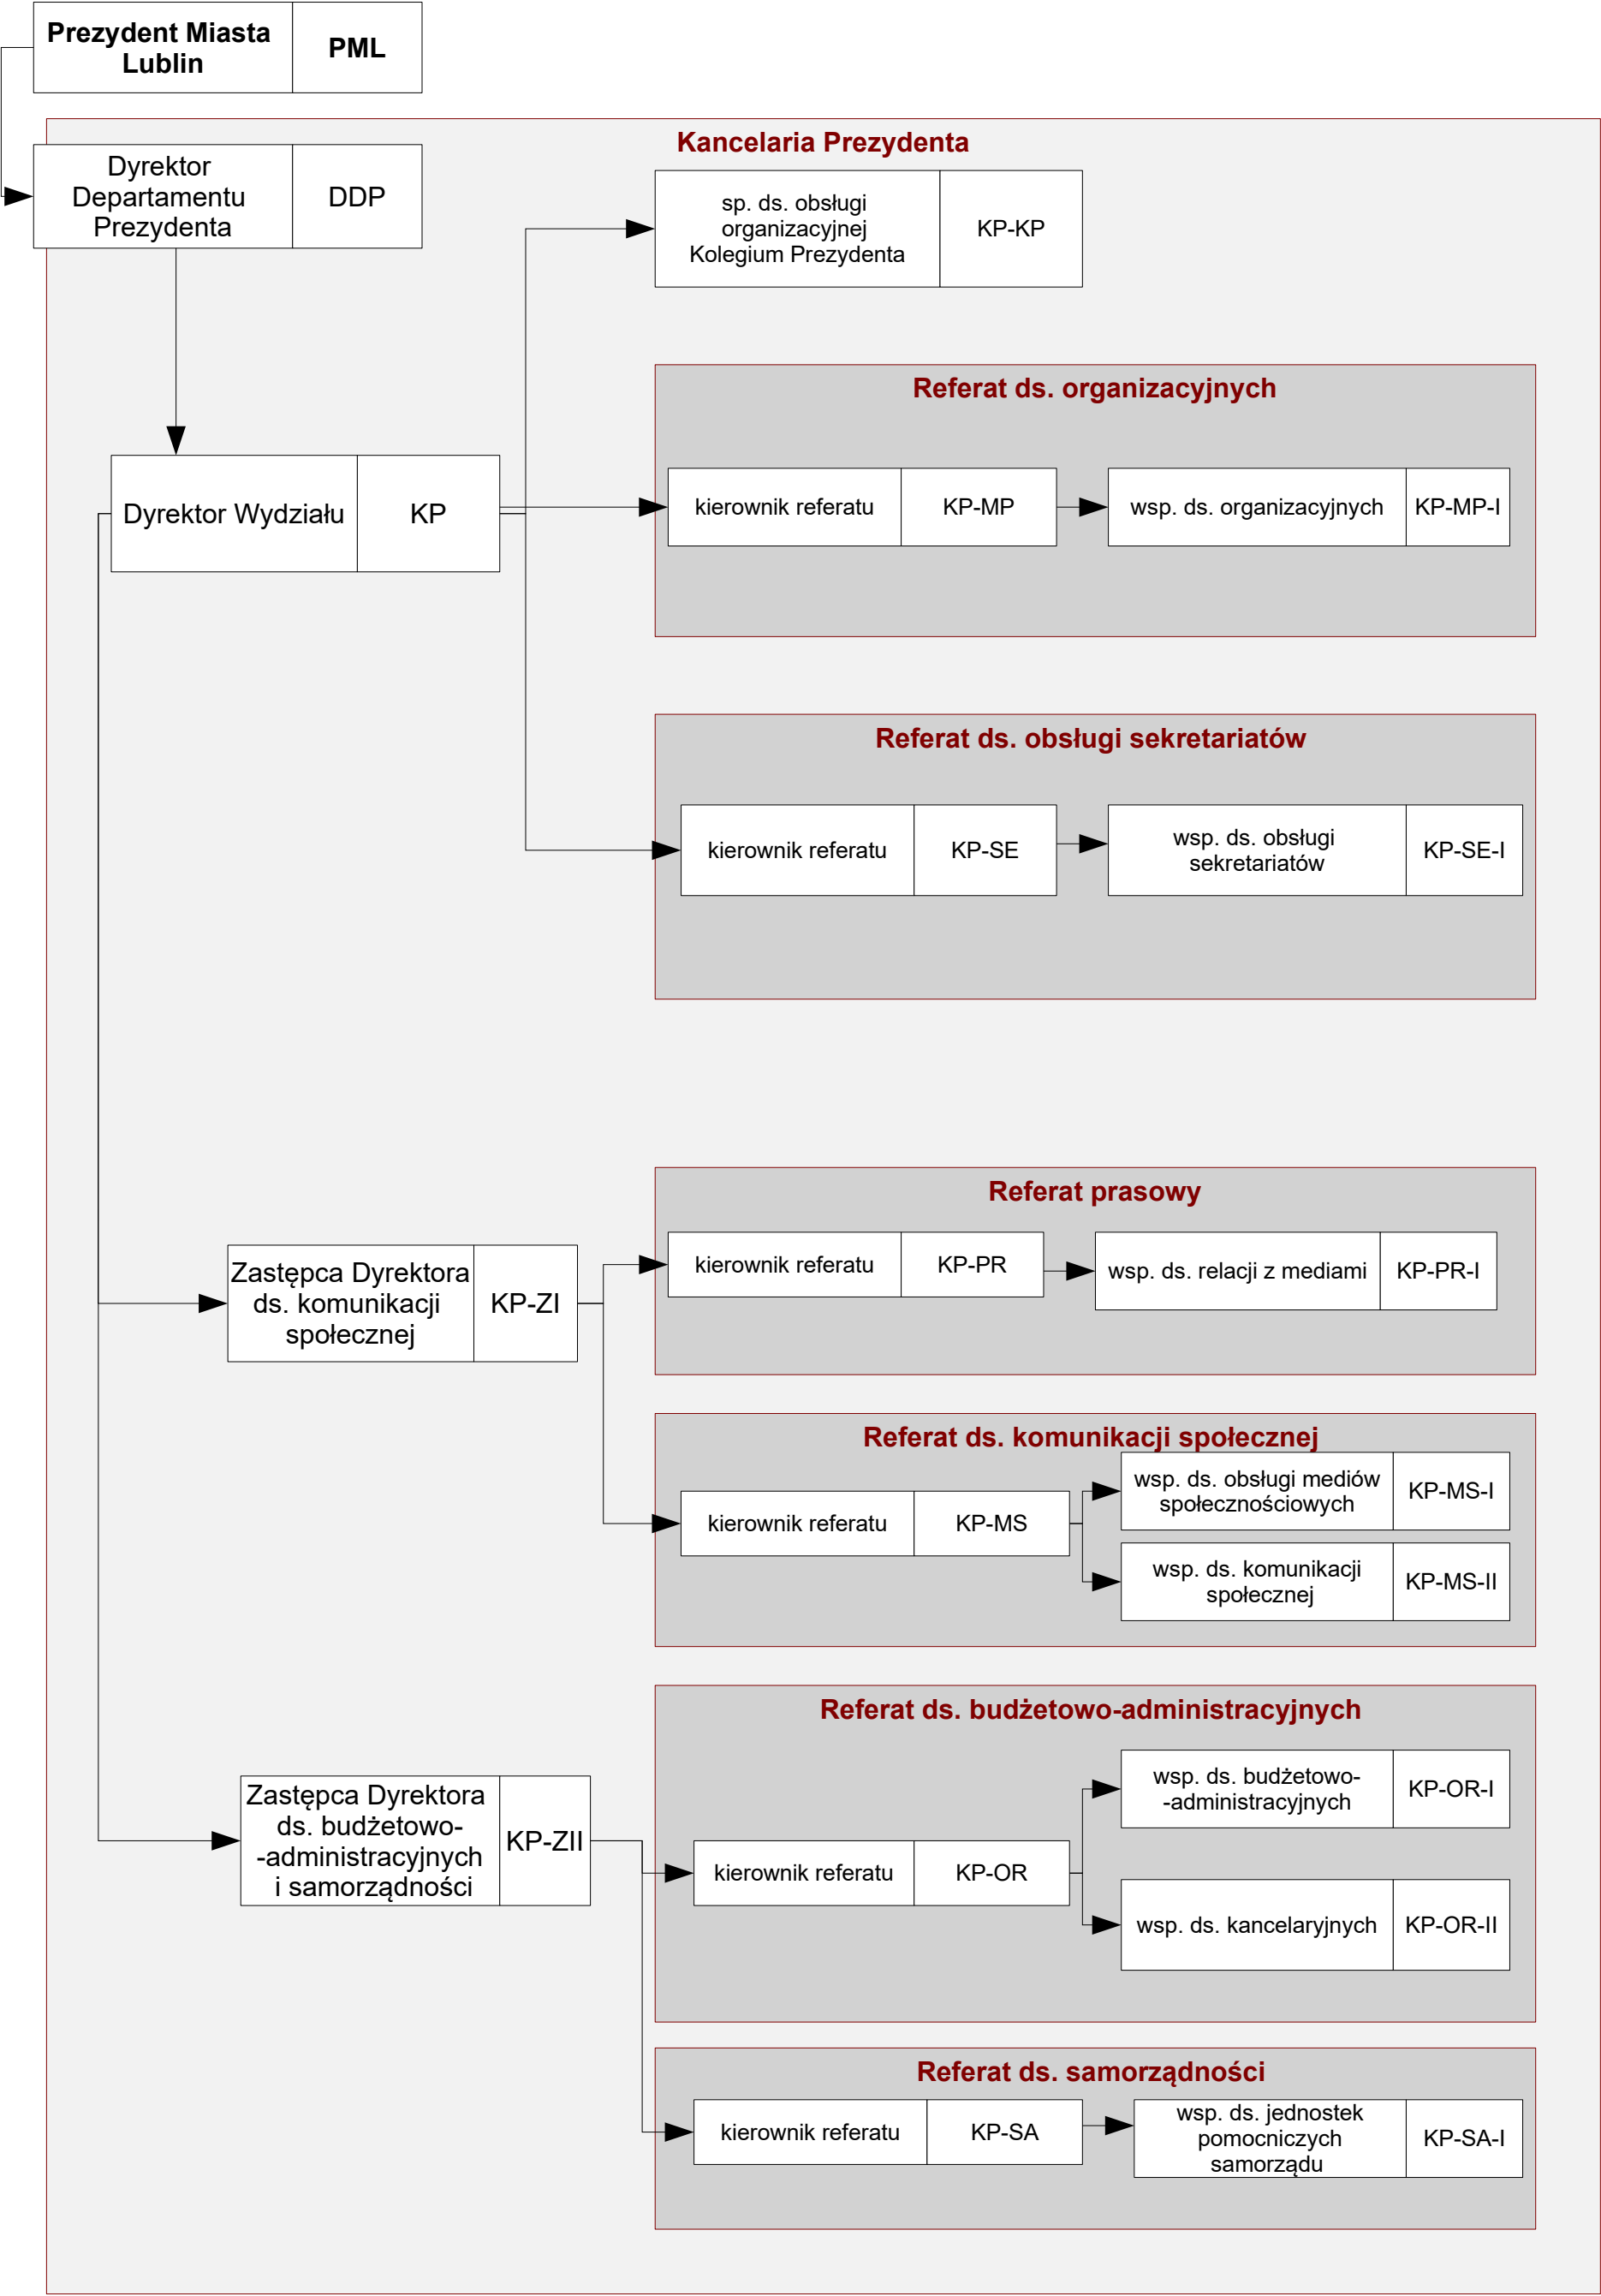 Prezydent Miasta
Lublin
PML
Kancelaria Prezydenta
Dyrektor
Departamentu
Prezydenta
DDP
sp. ds. obsługi
organizacyjnej
Kolegium Prezydenta
KP-KP
Referat ds. organizacyjnych
Dyrektor Wydziału
KP
kierownik referatu
KP-MP
wsp. ds. organizacyjnych
KP-MP-I
Referat ds. obsługi sekretariatów
kierownik referatu
KP-SE
wsp. ds. obsługi
sekretariatów
KP-SE-I
Referat prasowy
Zastępca Dyrektora
ds. komunikacji
społecznej
KP-ZI
kierownik referatu
KP-PR
wsp. ds. relacji z mediami
KP-PR-I
Referat ds. komunikacji społecznej
kierownik referatu
KP-MS
wsp. ds. obsługi mediów
społecznościowych
KP-MS-I
wsp. ds. komunikacji
społecznej
KP-MS-II
Referat ds. budżetowo-administracyjnych
Zastępca Dyrektora
ds. budżetowo-
-administracyjnych
i samorządności
KP-ZII
kierownik referatu
KP-OR
wsp. ds. budżetowo-
-administracyjnych
KP-OR-I
wsp. ds. kancelaryjnych
KP-OR-II
Referat ds. samorządności
kierownik referatu
KP-SA
wsp. ds. jednostek
pomocniczych
samorządu
KP-SA-I